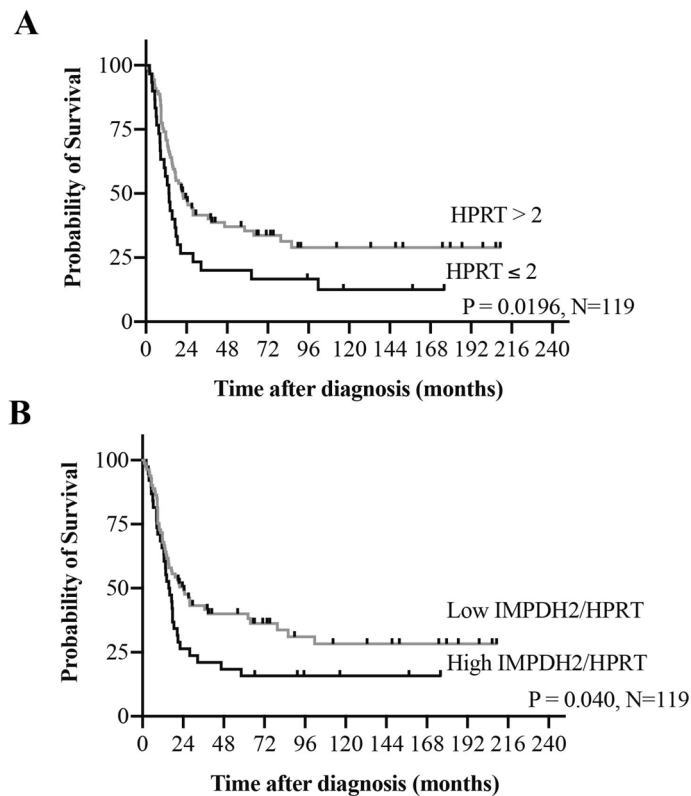 A
Probability of Survival
100
75
50
25
0
HPRT > 2
HPRT ≤ 2
P = 0.0196, N=119
0 24 48 72 96 120 144 168 192 216 240
Time after diagnosis (months)
B
Probability of Survival
100
75
50
25
0
Low IMPDH2/HPRT
High IMPDH2/HPRT
P = 0.040, N=119
0 24 48 72 96 120 144 168 192 216 240
Time after diagnosis (months)